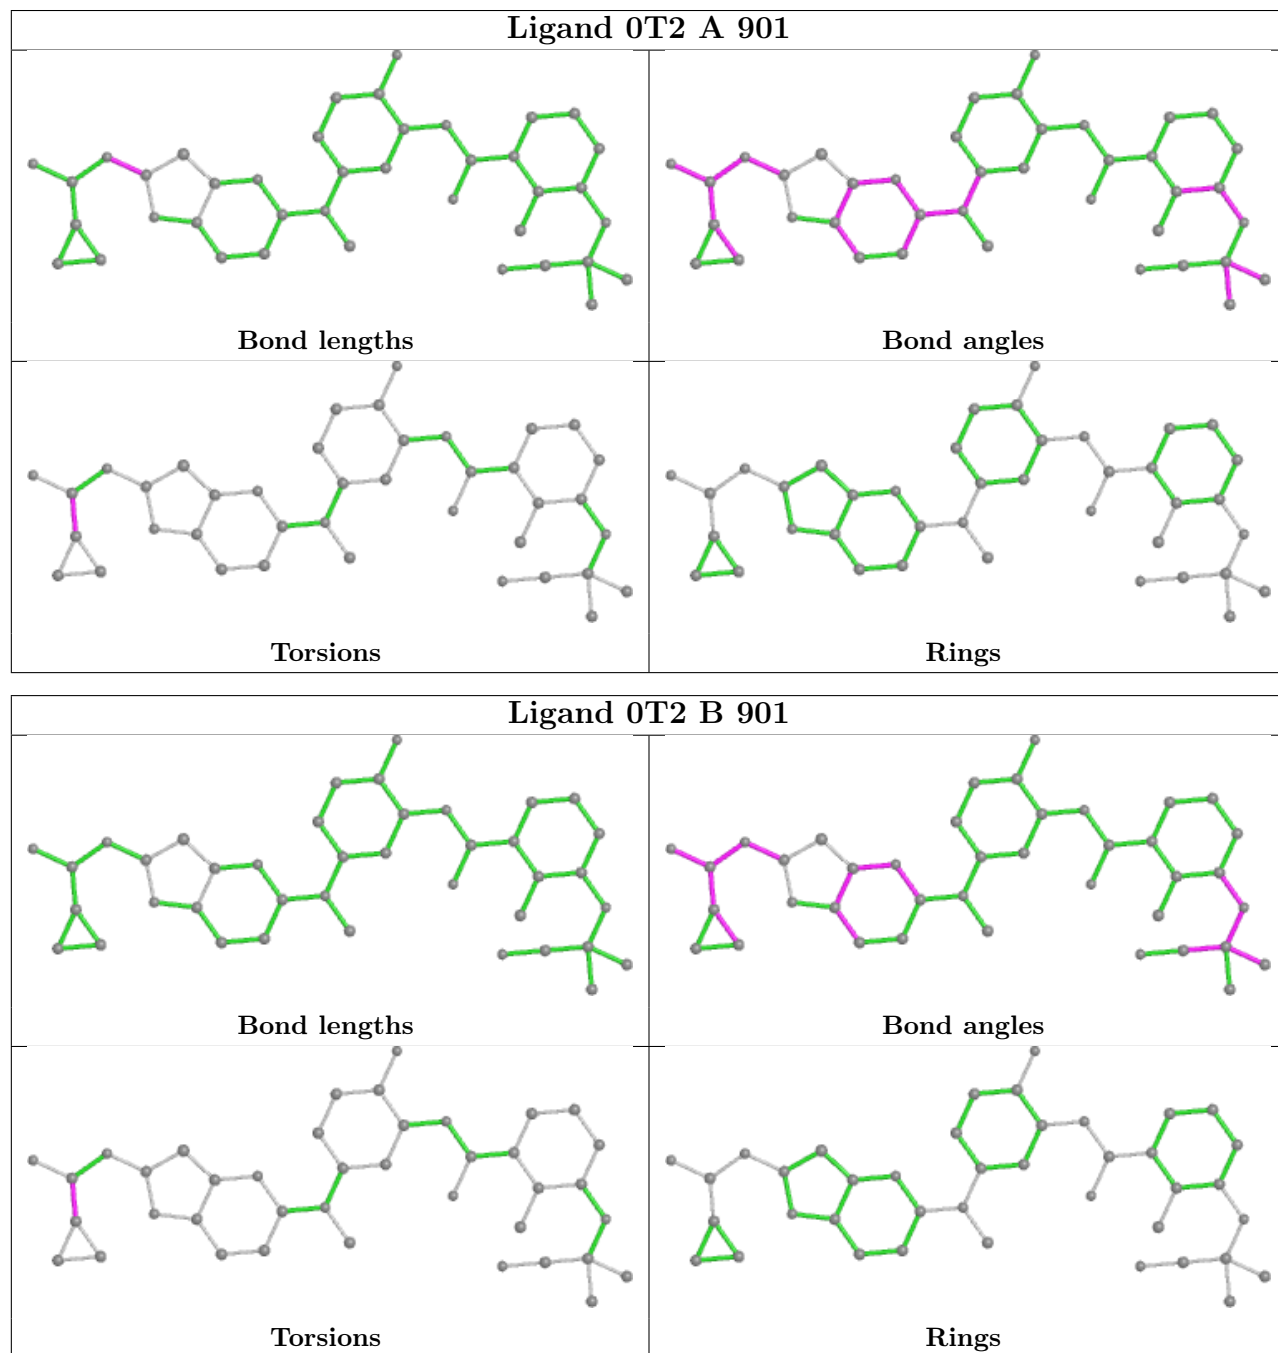 Ligand 0T2 A 901
Bond lengths
Bond angles
Torsions
Rings
Ligand 0T2 B 901
Bond lengths
Bond angles
Torsions
Rings